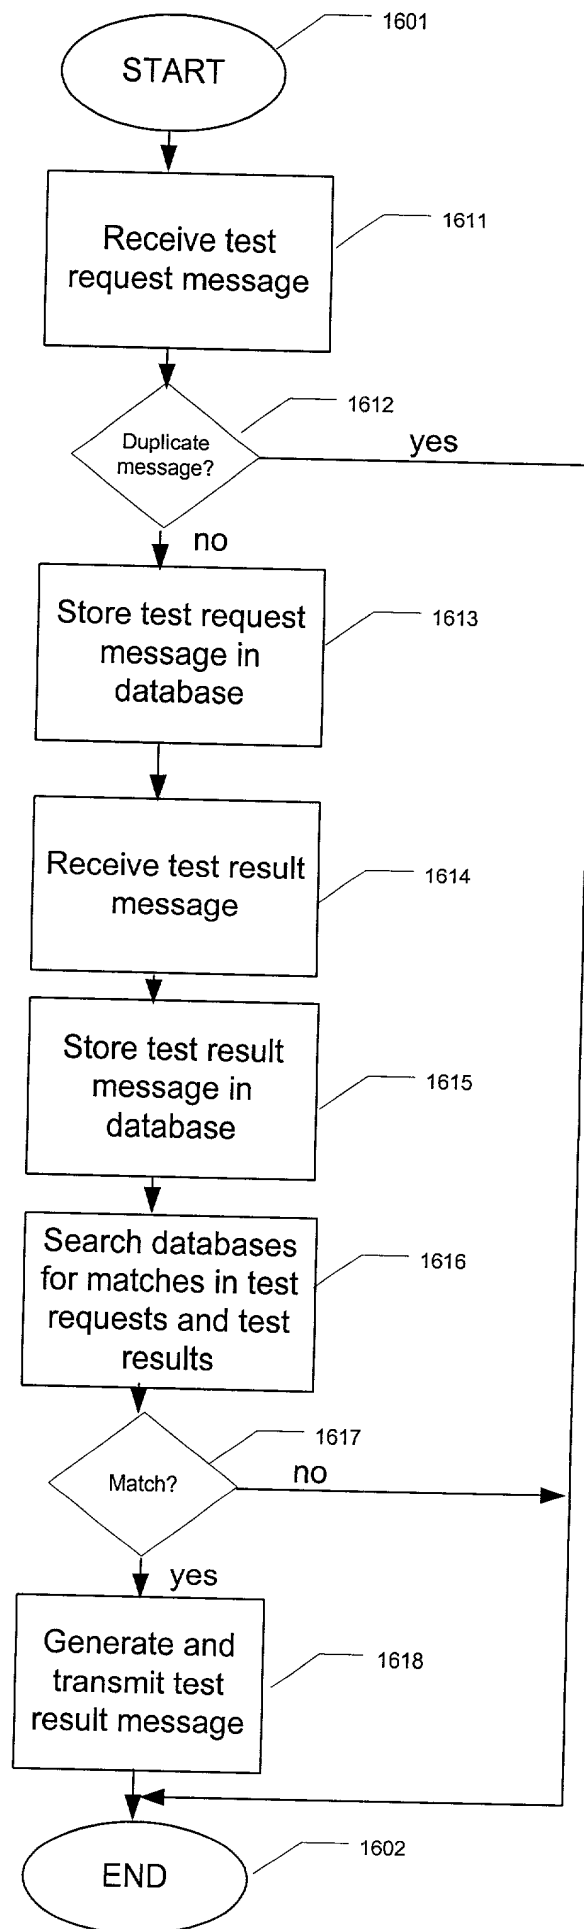 1601
START
Receive test
request message
1611
Duplicate
message?
1612
yes
no
Store test request
message in
database
1613
Receive test result
message
1614
Store test result
message in
database
1615
Search databases
for matches in test
requests and test
results
1616
Match?
1617
no
yes
Generate and
transmit test
result message
1618
END
1602